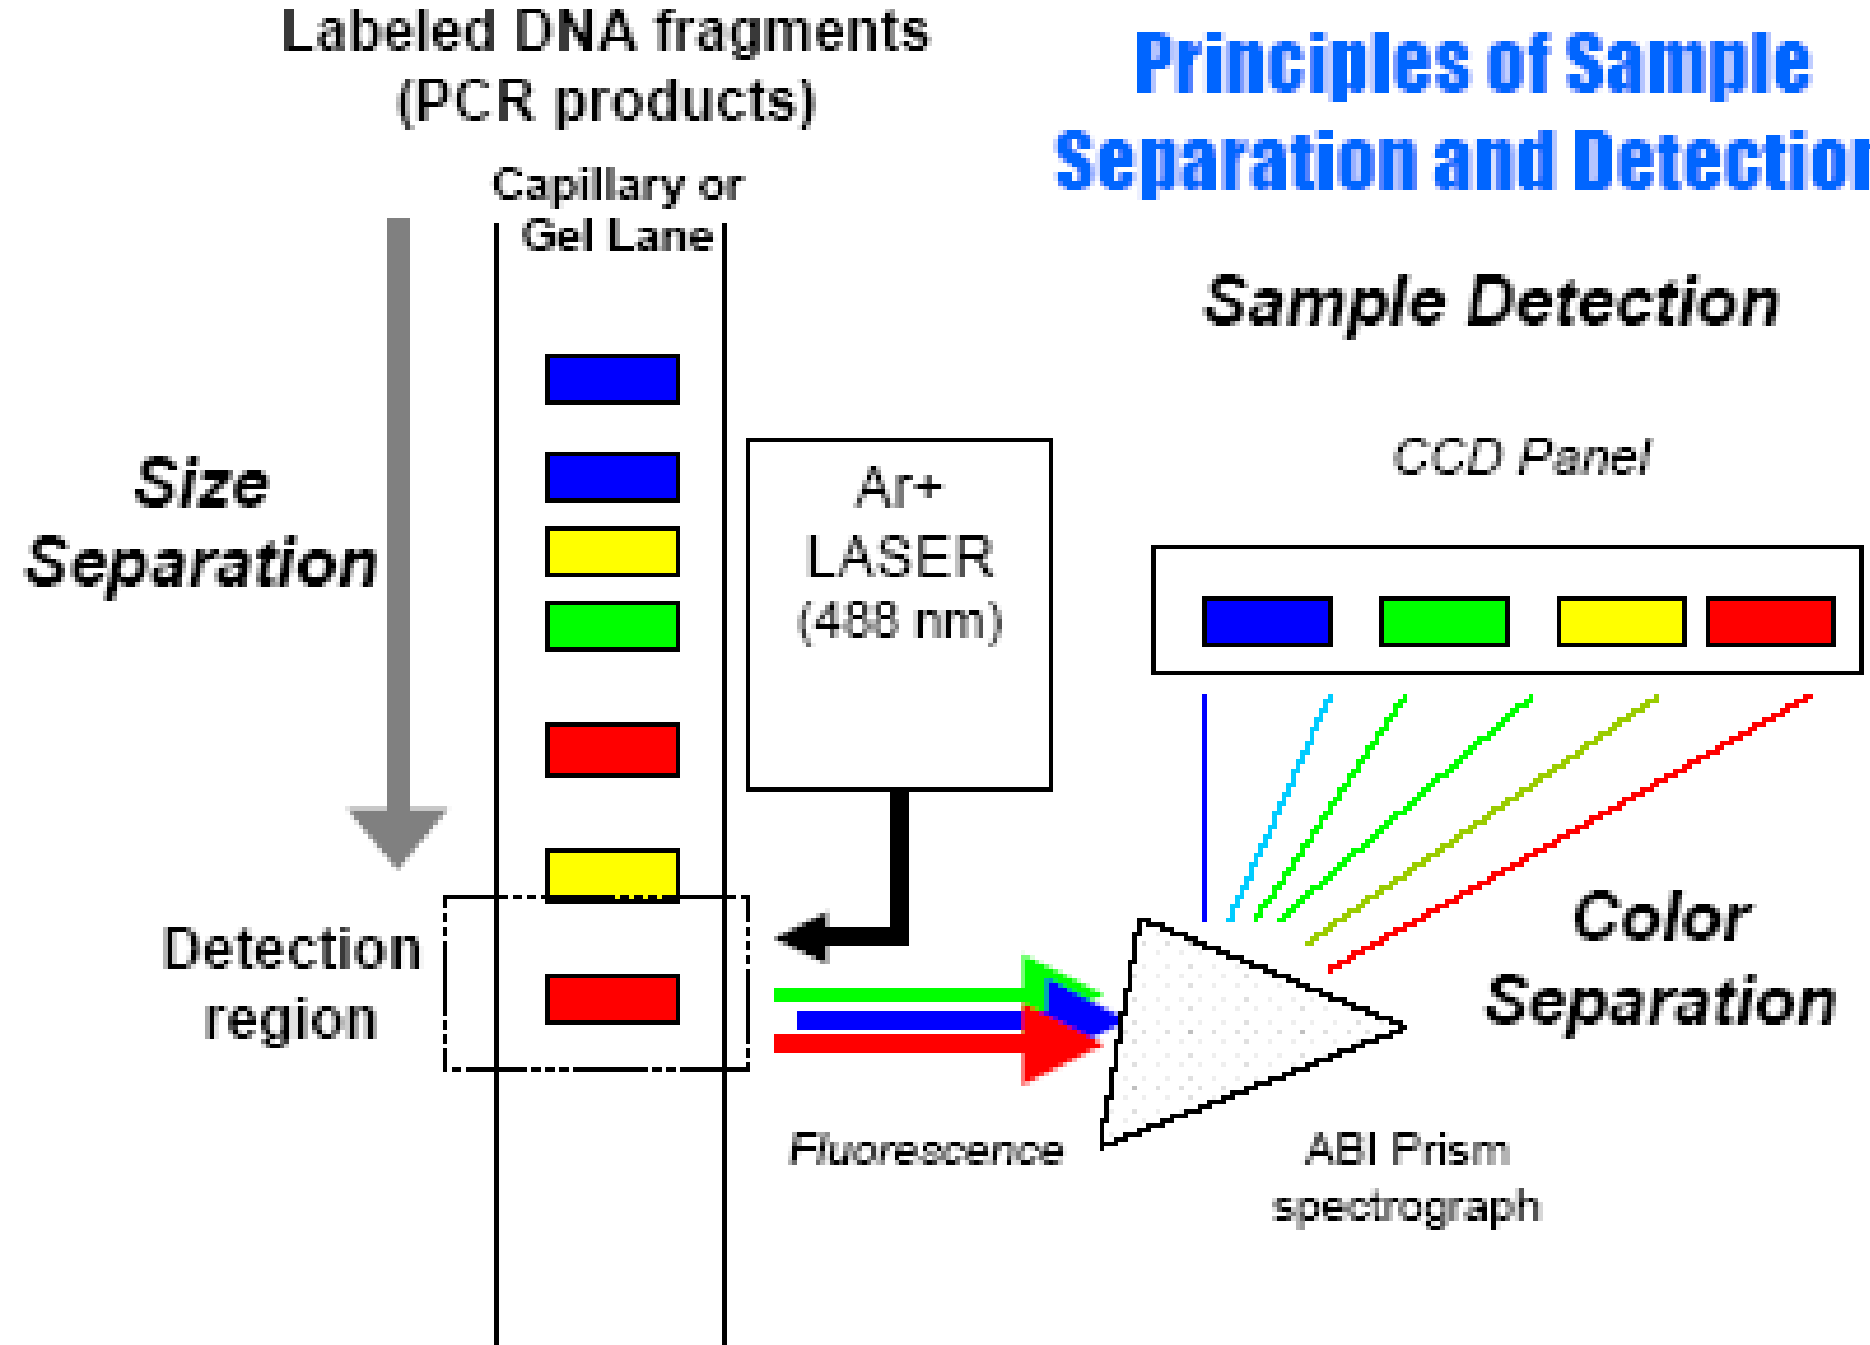 Labeled DNA fragments
(PCR products)
Principles of Sample
Separation and Detection
Capillary or
Gel Lane
Sample Detection
Size
Separation
Ar+
LASER
(488 nm)
CCD Panel
Detection
region
Color
Separation
Fluorescence
ABI Prism
spectrograph